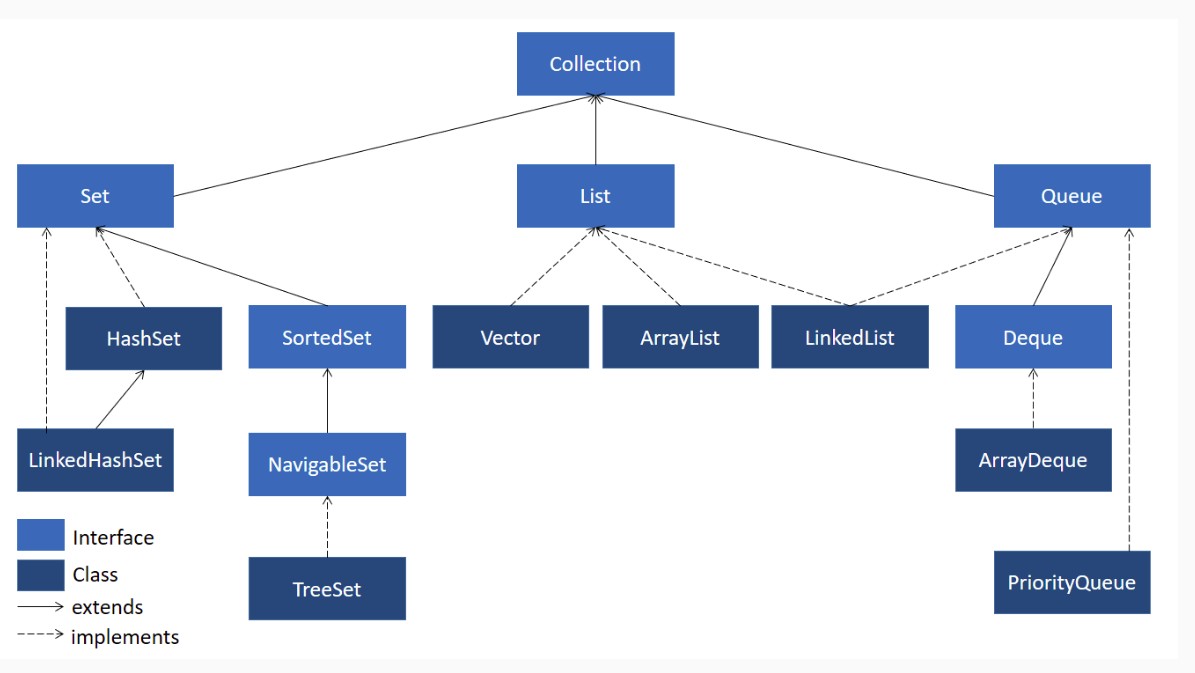 Collection
Set
List
Queue
HashSet
SortedSet
Vector
ArrayList
LinkedList
Deque
LinkedHashSet
NavigableSet
ArrayDeque
TreeSet
PriorityQueue
Interface
Class
extends
implements